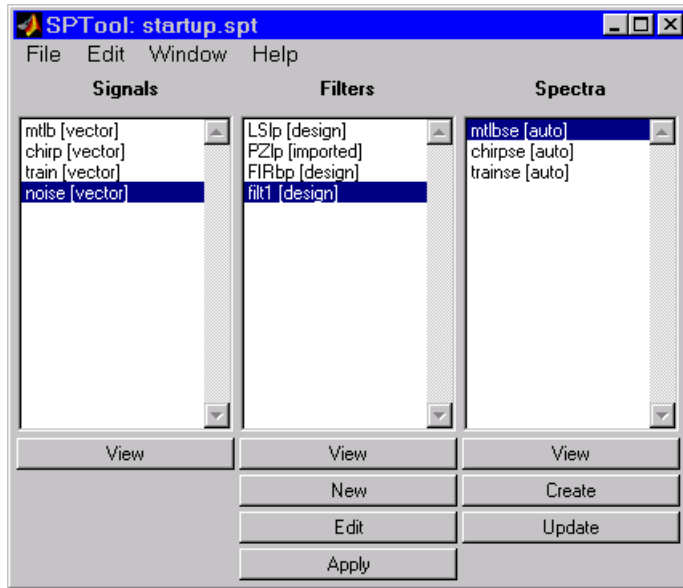 SPTool: startup.spt
File Edit Window Help
Signals
mtlb [vector]
chirp [vector]
train [vector]
noise [vector]
View
Filters
LSlp [design]
PZlp [imported]
FIRbp [design]
filt1 [design]
View
New
Edit
Apply
Spectra
mtlbse [auto]
chirpse [auto]
trainse [auto]
View
Create
Update